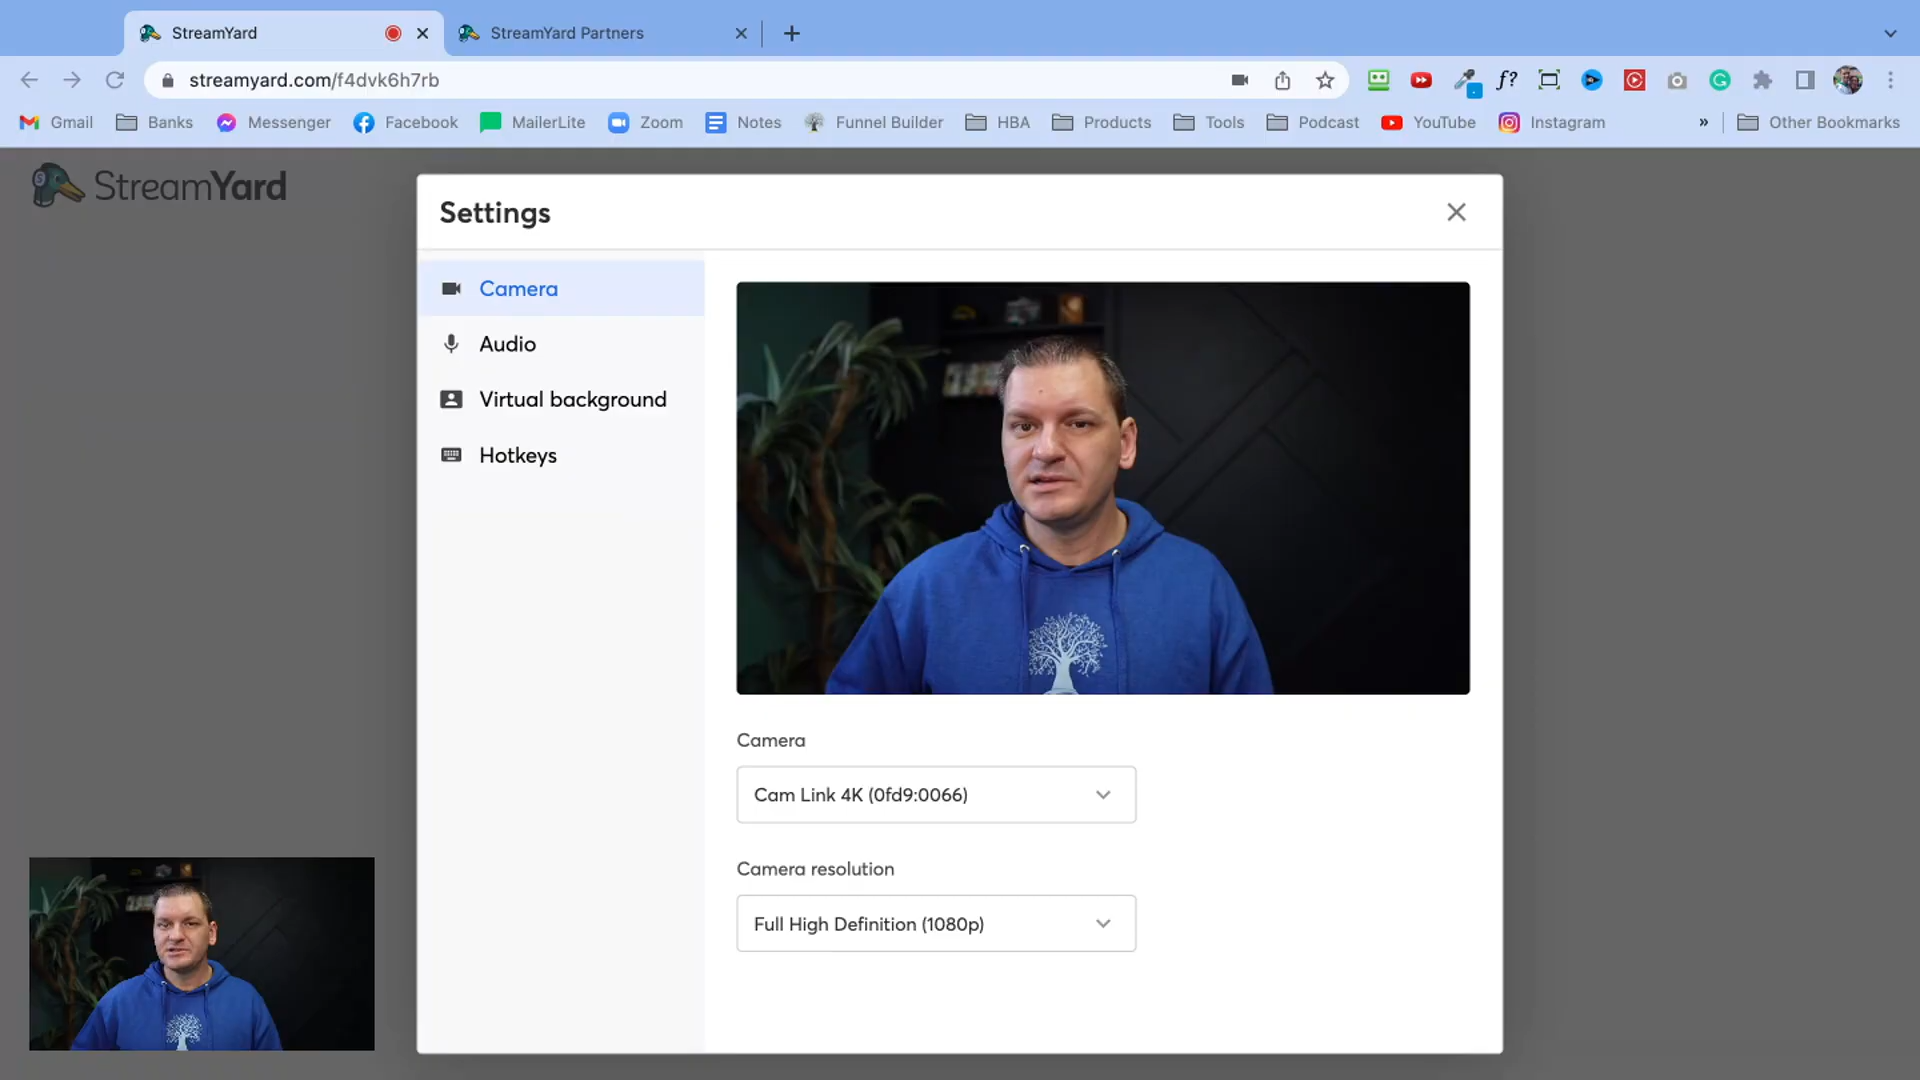 StreamYard
StreamYard Partners
streamyard.com/f4dvk6h7rb
f?
Gmail Banks Messenger Facebook MailerLite Zoom Notes Funnel Builder HBA Products Tools Podcast YouTube Instagram » Other Bookmarks
StreamYard
Settings
Camera
Audio
Virtual background
Hotkeys
Camera
Cam Link 4K (0fd9:0066)
Camera resolution
Full High Definition (1080p)